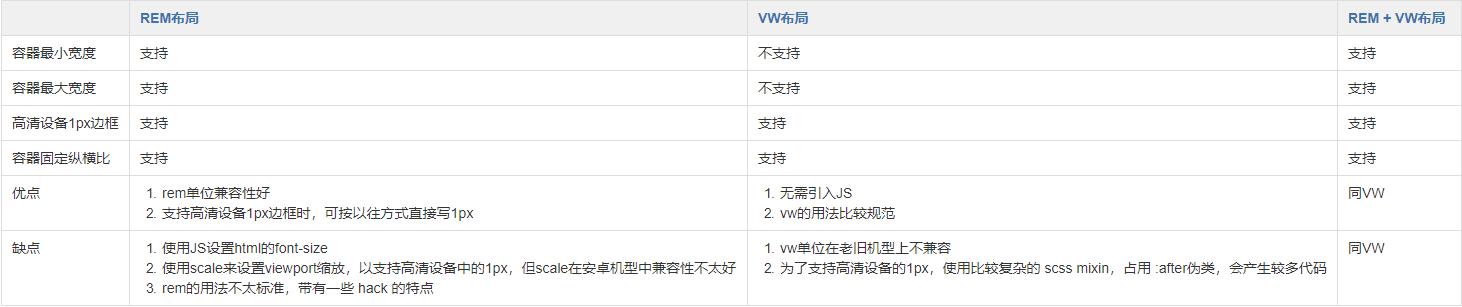 REM布局 VW布局 REM + VW布局
容器最小宽度 支持 不支持 支持
容器最大宽度 支持 不支持 支持
高清设备1px边框 支持 支持 支持
容器固定纵横比 支持 支持 支持
优点 1. rem单位兼容性好 1. 无需引入JS 同VW
2. 支持高清设备1px边框时，可按以往方式直接写1px 2. vw的用法比较规范
缺点 1. 使用JS设置html的font-size 1. vw单位在老旧机型上不兼容 同VW
2. 使用scale来设置viewport缩放，以支持高清设备中的1px，但scale在安卓机型中兼容性不太好 2. 为了支持高清设备的1px，使用比较复杂的 scss mixin，占用 :after伪类，会产生较多代码
3. rem的用法不太标准，带有一些 hack 的特点